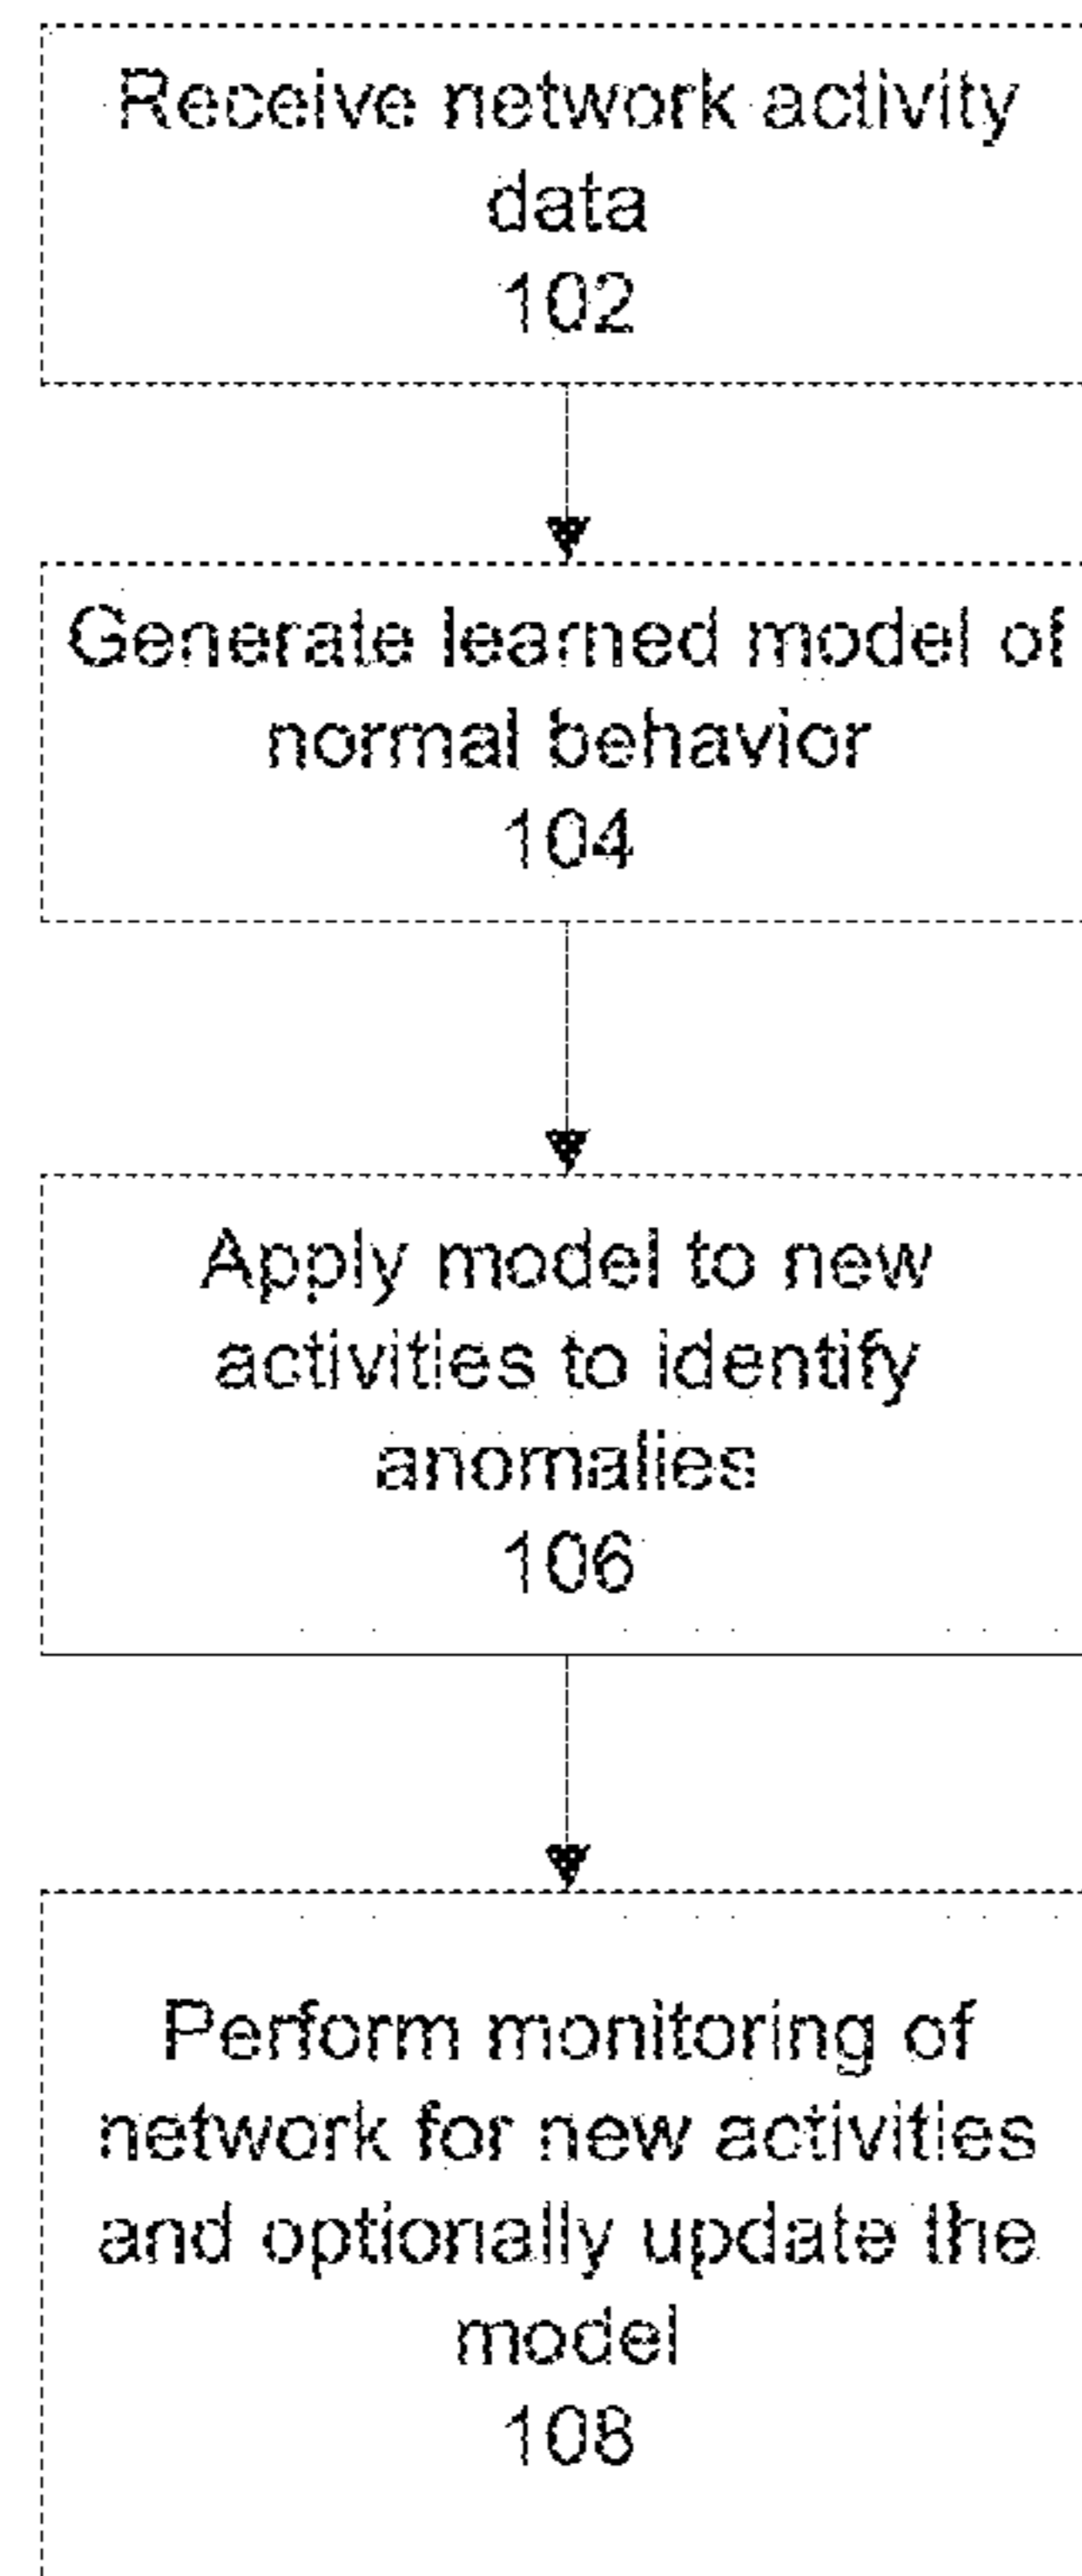 Receive network activity
data
102
Generate learned model of
normal behavior
104
Apply model to new
activities to identify
anomalies
106
Perform monitoring of
network for new activities
and optionally update the
model
108